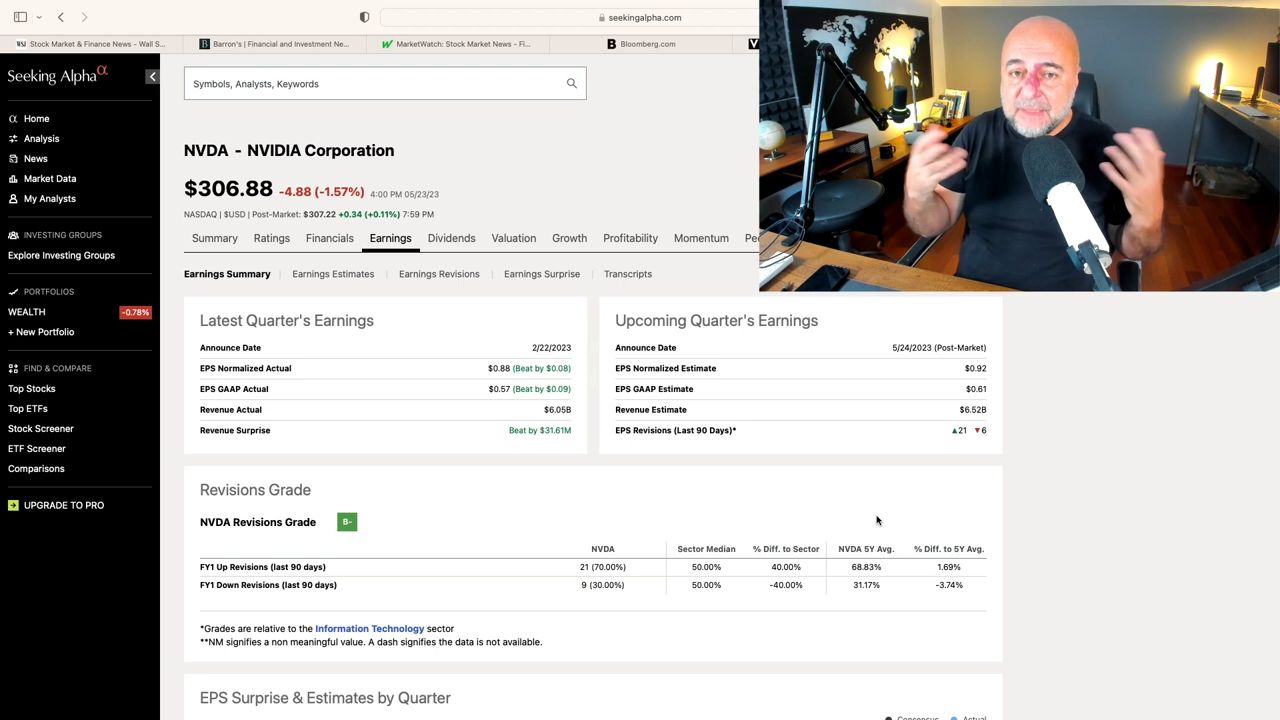 seekingalpha.com
WSJ Stock Market & Finance News - Wall S...
B Barron's | Financial and Investment Ne...
MarketWatch: Stock Market News - Fi...
B Bloomberg.com
V
Seeking Alpha α
Symbols, Analysts, Keywords
Home
Analysis
News
Market Data
My Analysts
INVESTING GROUPS
Explore Investing Groups
PORTFOLIOS
WEALTH -0.78%
+ New Portfolio
FIND & COMPARE
Top Stocks
Top ETFs
Stock Screener
ETF Screener
Comparisons
UPGRADE TO PRO
NVDA - NVIDIA Corporation
$306.88 -4.88 (-1.57%) 4:00 PM 05/23/23
NASDAQ | $USD | Post-Market: $307.22 +0.34 (+0.11%) 7:59 PM
Summary Ratings Financials Earnings Dividends Valuation Growth Profitability Momentum Pe
Earnings Summary | Earnings Estimates | Earnings Revisions | Earnings Surprise | Transcripts
Latest Quarter's Earnings
Announce Date 2/22/2023
EPS Normalized Actual $0.88 (Beat by $0.08)
EPS GAAP Actual $0.57 (Beat by $0.09)
Revenue Actual $6.05B
Revenue Surprise Beat by $31.61M
Upcoming Quarter's Earnings
Announce Date 5/24/2023 (Post-Market)
EPS Normalized Estimate $0.92
EPS GAAP Estimate $0.61
Revenue Estimate $6.52B
EPS Revisions (Last 90 Days)* ▲21 ▼6
Revisions Grade
NVDA Revisions Grade B-
NVDA Sector Median % Diff. to Sector NVDA 5Y Avg. % Diff. to 5Y Avg.
FY1 Up Revisions (last 90 days) 21 (70.00%) 50.00% 40.00% 68.83% 1.69%
FY1 Down Revisions (last 90 days) 9 (30.00%) 50.00% -40.00% 31.17% -3.74%
*Grades are relative to the Information Technology sector
**NM signifies a non meaningful value. A dash signifies the data is not available.
EPS Surprise & Estimates by Quarter
Consensus Actual